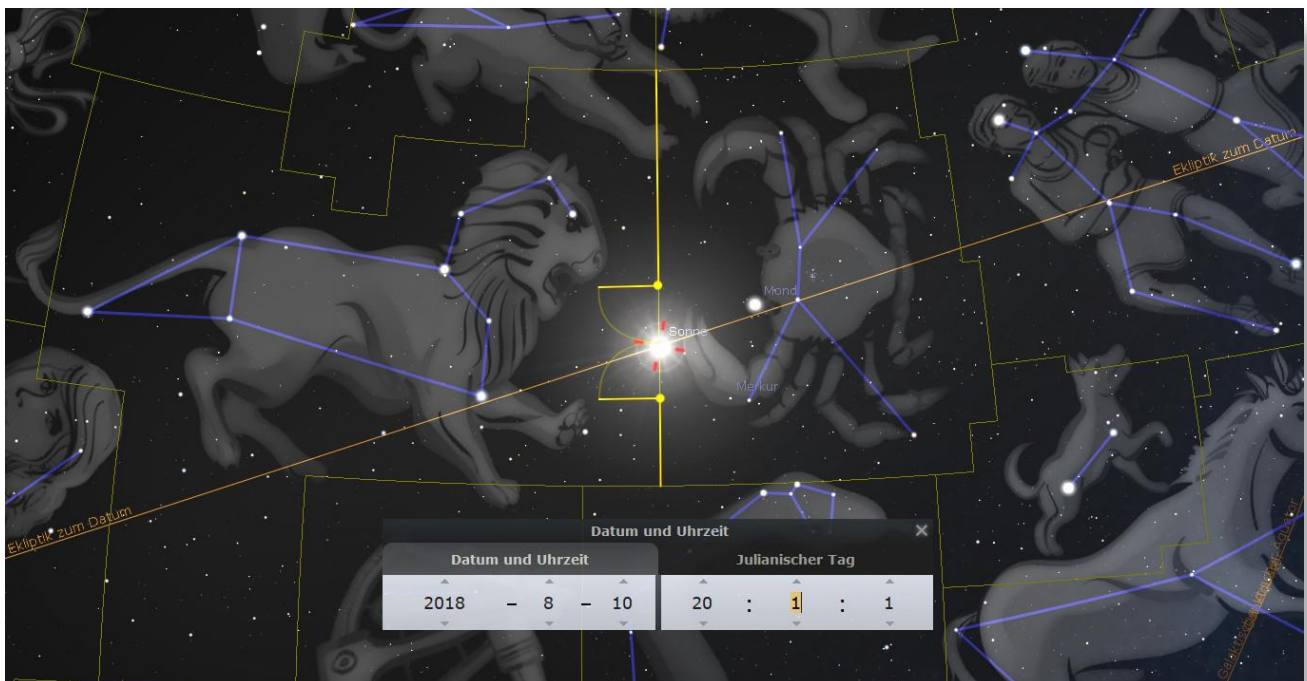 Ekliptik zum Datum
Mond
Sonne
Merkur
Ekliptik zum Datum
Datum und Uhrzeit ×
Datum und Uhrzeit Julianischer Tag
2018 - 8 - 10 20 : 1 : 1